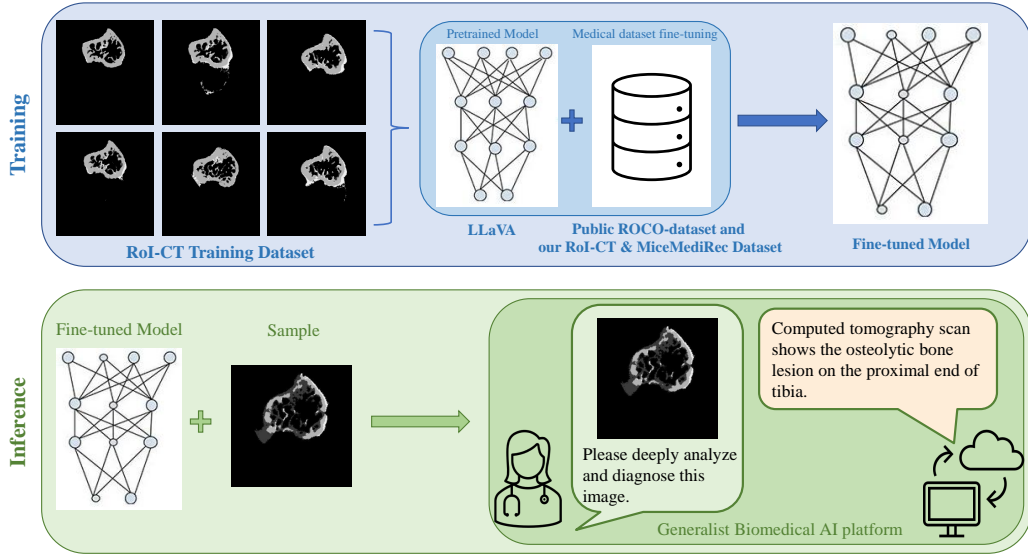 Training
Pretrained Model
Medical dataset fine-tuning
LLaVA
Public ROCO-dataset and
our RoI-CT & MiceMediRec Dataset
RoI-CT Training Dataset
Fine-tuned Model
Inference
Fine-tuned Model
Sample
Please deeply analyze
and diagnose this
image.
Computed tomography scan
shows the osteolytic bone
lesion on the proximal end of
tibia.
Generalist Biomedical AI platform